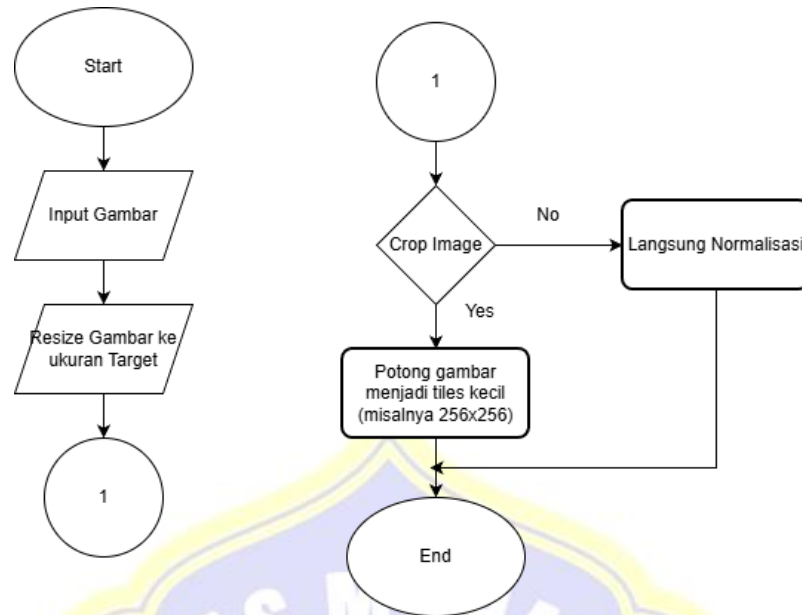 Start
Input Gambar
Resize Gambar ke
ukuran Target
1
1
Crop Image
No
Langsung Normalisasi
Yes
Potong gambar
menjadi tiles kecil
(misalnya 256x256)
End